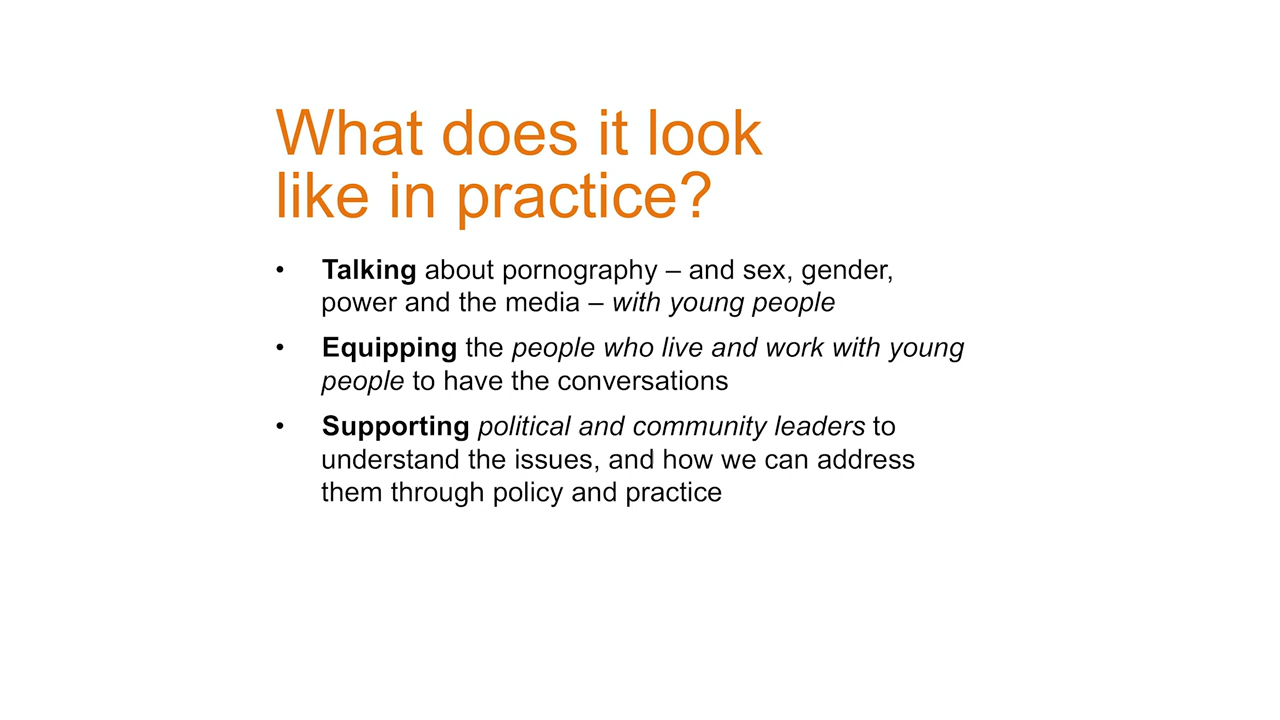 What does it look
like in practice?
• Talking about pornography – and sex, gender,
power and the media – with young people
• Equipping the people who live and work with young
people to have the conversations
• Supporting political and community leaders to
understand the issues, and how we can address
them through policy and practice